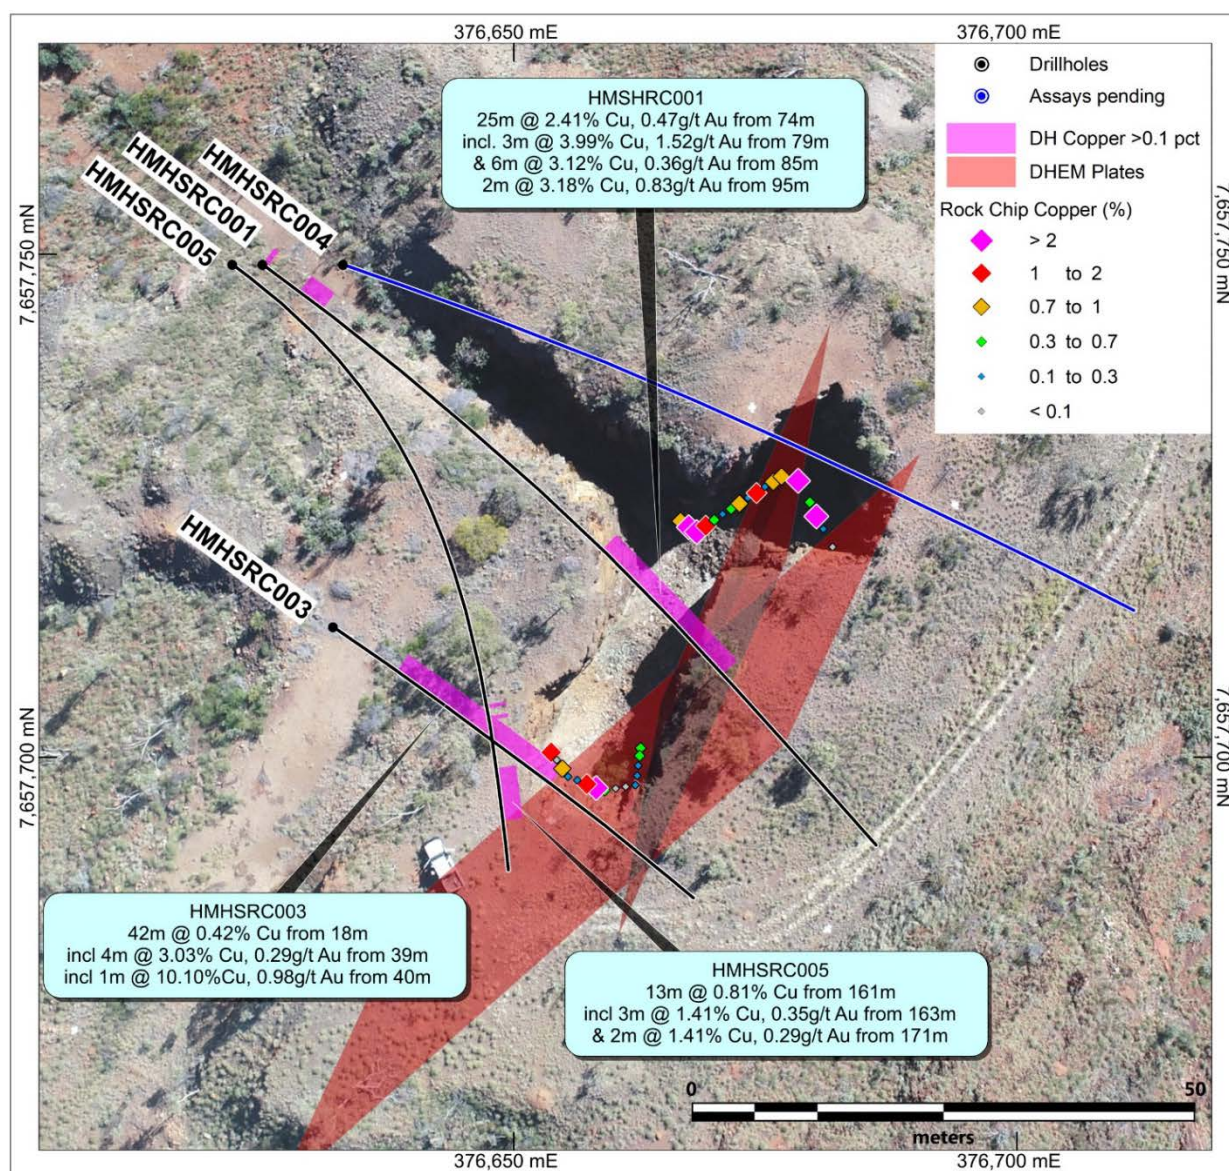 376,650 mE
376,700 mE
7,657,750 mN
7,657,750 mN
HMSHRC001
25m @ 2.41% Cu, 0.47g/t Au from 74m
incl. 3m @ 3.99% Cu, 1.52g/t Au from 79m
& 6m @ 3.12% Cu, 0.36g/t Au from 85m
2m @ 3.18% Cu, 0.83g/t Au from 95m
Drillholes
Assays pending
DH Copper >0.1 pct
DHEM Plates
Rock Chip Copper (%)
> 2
1 to 2
0.7 to 1
0.3 to 0.7
0.1 to 0.3
< 0.1
HMHSRC004
HMHSRC001
HMHSRC005
HMHSRC003
7,657,700 mN
7,657,700 mN
HMHSRC003
42m @ 0.42% Cu from 18m
incl 4m @ 3.03% Cu, 0.29g/t Au from 39m
incl 1m @ 10.10%Cu, 0.98g/t Au from 40m
HMHSRC005
13m @ 0.81% Cu from 161m
incl 3m @ 1.41% Cu, 0.35g/t Au from 163m
& 2m @ 1.41% Cu, 0.29g/t Au from 171m
0
50
meters
376,650 mE
376,700 mE